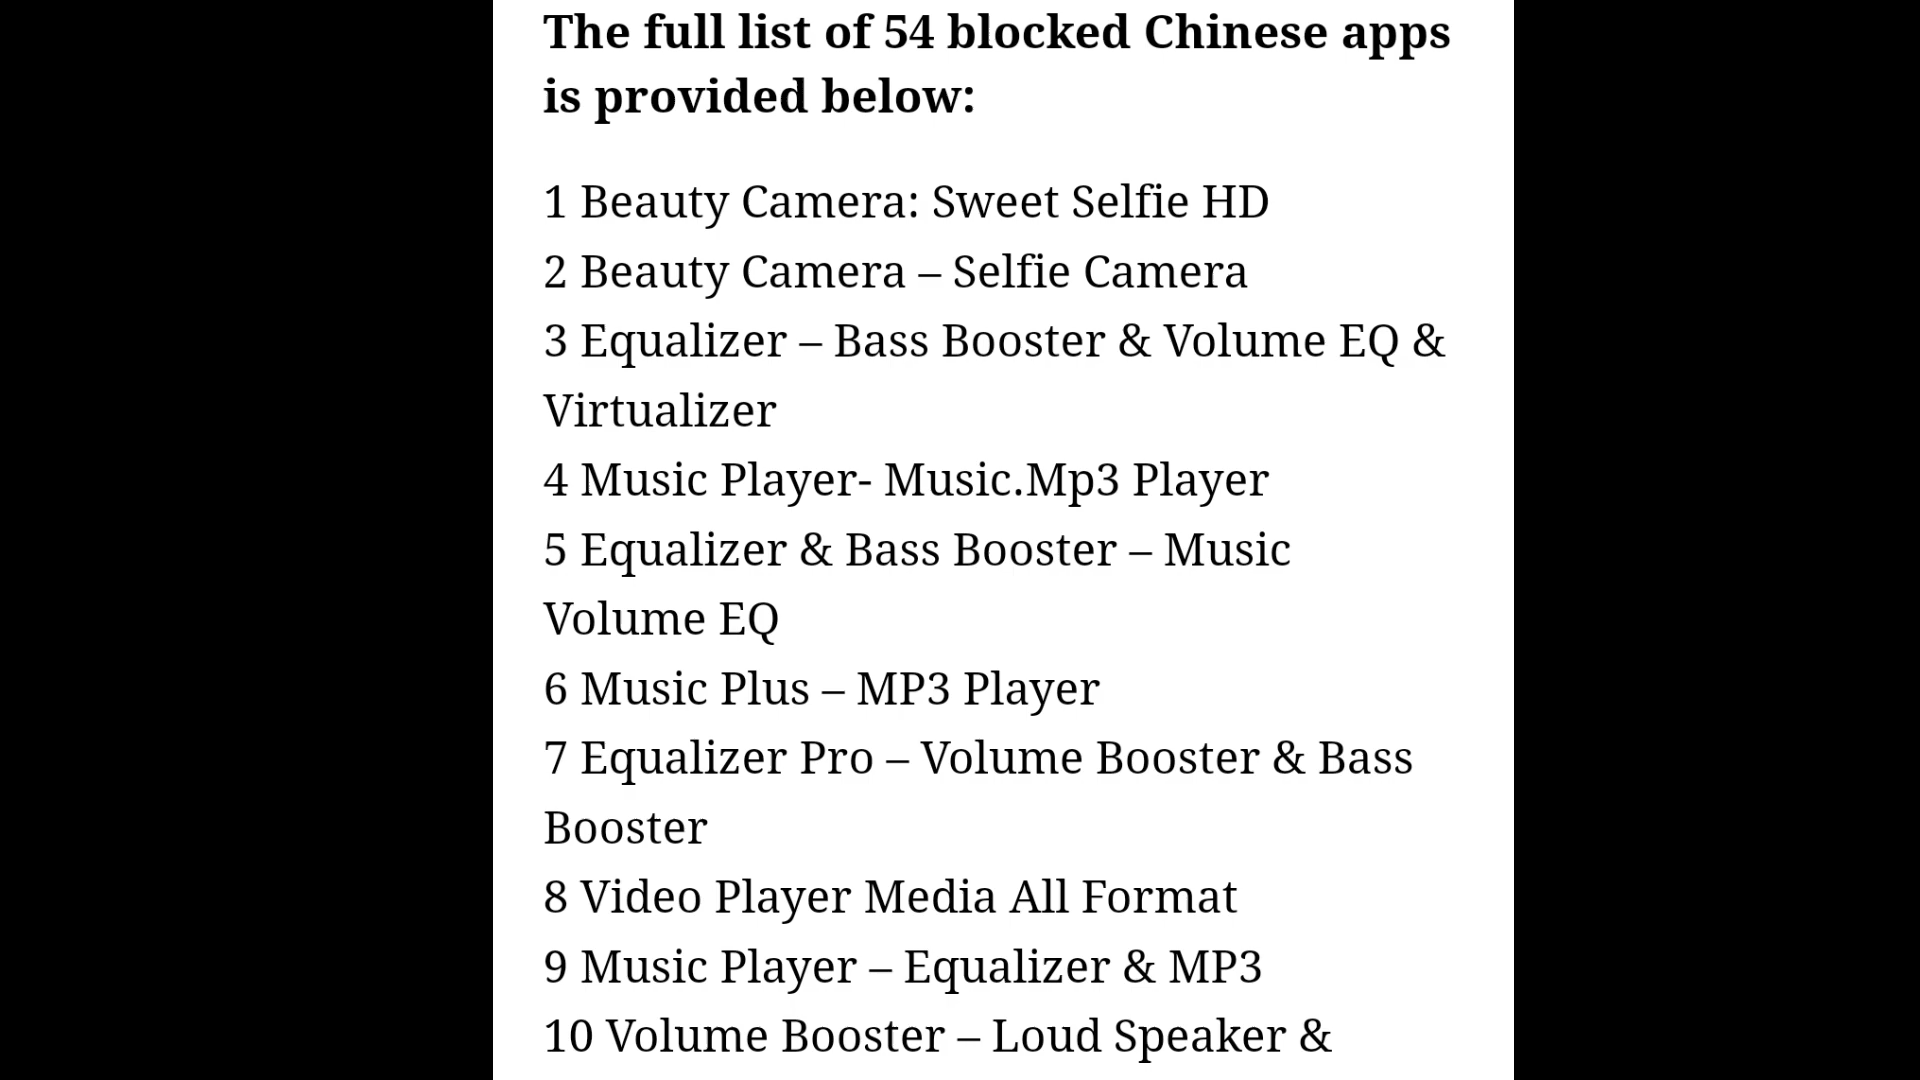 The full list of 54 blocked Chinese apps
is provided below:
1 Beauty Camera: Sweet Selfie HD
2 Beauty Camera – Selfie Camera
3 Equalizer – Bass Booster & Volume EQ &
Virtualizer
4 Music Player- Music.Mp3 Player
5 Equalizer & Bass Booster – Music
Volume EQ
6 Music Plus – MP3 Player
7 Equalizer Pro – Volume Booster & Bass
Booster
8 Video Player Media All Format
9 Music Player – Equalizer & MP3
10 Volume Booster – Loud Speaker &